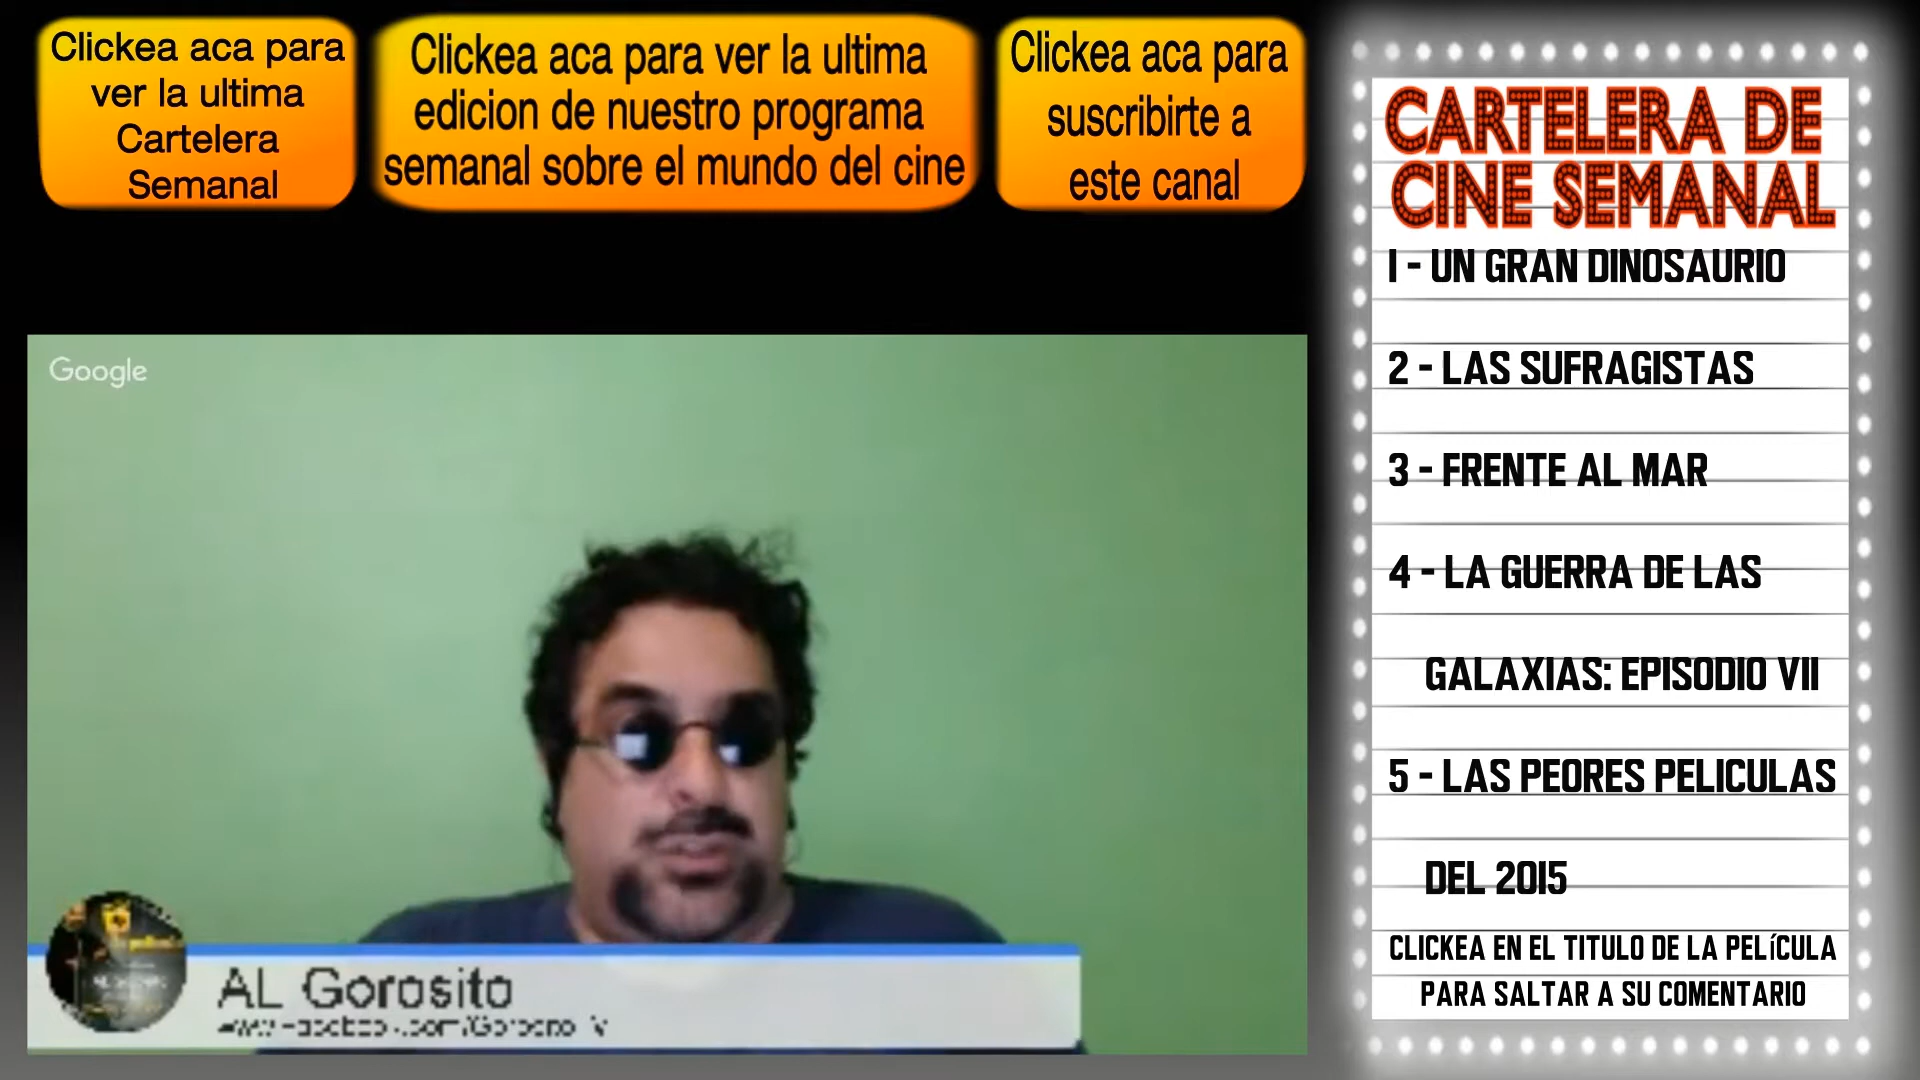 Clickea aca para
ver la ultima
Cartelera
Semanal
Clickea aca para ver la ultima
edicion de nuestro programa
semanal sobre el mundo del cine
Clickea aca para
suscribirte a
este canal
Google
AL Gorosito
CARTELERA DE
CINE SEMANAL
1 - UN GRAN DINOSAURIO
2 - LAS SUFRAGISTAS
3 - FRENTE AL MAR
4 - LA GUERRA DE LAS
GALAXIAS: EPISODIO VII
5 - LAS PEORES PELICULAS
DEL 2015
CLICKEA EN EL TITULO DE LA PELíCULA
PARA SALTAR A SU COMENTARIO